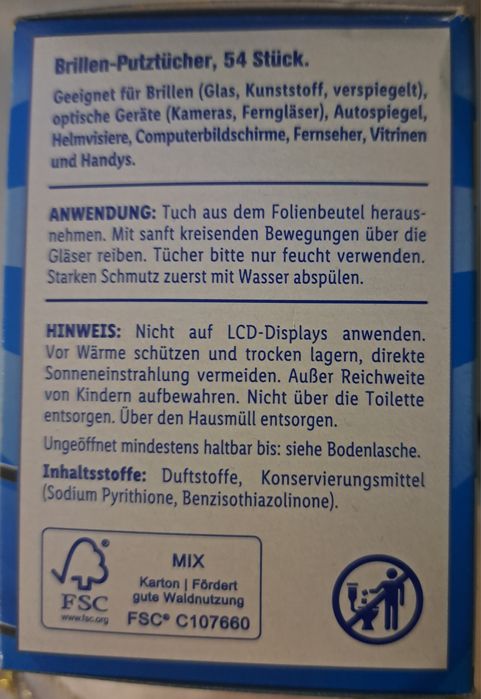 Brillen-Putztücher, 54 Stück.
Geeignet für Brillen (Glas, Kunststoff, verspiegelt),
optische Geräte (Kameras, Ferngläser), Autospiegel,
Helmvisiere, Computerbildschirme, Fernseher, Vitrinen
und Handys.
ANWENDUNG: Tuch aus dem Folienbeutel heraus-
nehmen. Mit sanft kreisenden Bewegungen über die
Gläser reiben. Tücher bitte nur feucht verwenden.
Starken Schmutz zuerst mit Wasser abspülen.
HINWEIS: Nicht auf LCD-Displays anwenden.
Vor Wärme schützen und trocken lagern, direkte
Sonneneinstrahlung vermeiden. Außer Reichweite
von Kindern aufbewahren. Nicht über die Toilette
entsorgen. Über den Hausmüll entsorgen.
Ungeöffnet mindestens haltbar bis: siehe Bodenlasche.
Inhaltsstoffe: Duftstoffe, Konservierungsmittel
(Sodium Pyrithione, Benzisothiazolinone).
FSC
www.fsc.org
MIX
Karton | Fördert
gute Waldnutzung
FSC® C107660